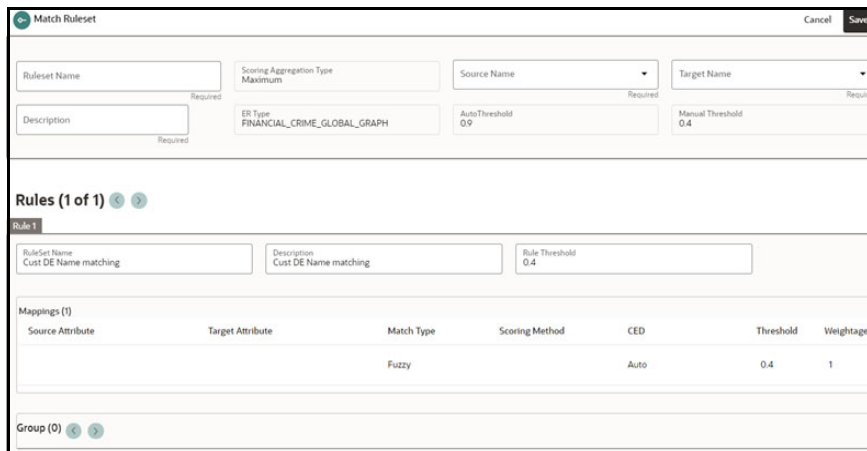 Match Ruleset
Cancel
Save
Ruleset Name
Required
Scoring Aggregation Type
Maximum
Source Name
Required
Target Name
Requi
Description
Required
ER Type
FINANCIAL_CRIME_GLOBAL_GRAPH
AutoThreshold
0.9
Manual Threshold
0.4
Rules (1 of 1)
Rule 1
RuleSet Name
Cust DE Name matching
Description
Cust DE Name matching
Rule Threshold
0.4
Mappings (1)
Source Attribute Target Attribute Match Type Scoring Method CED Threshold Weightage
Fuzzy Auto 0.4 1
Group (0)